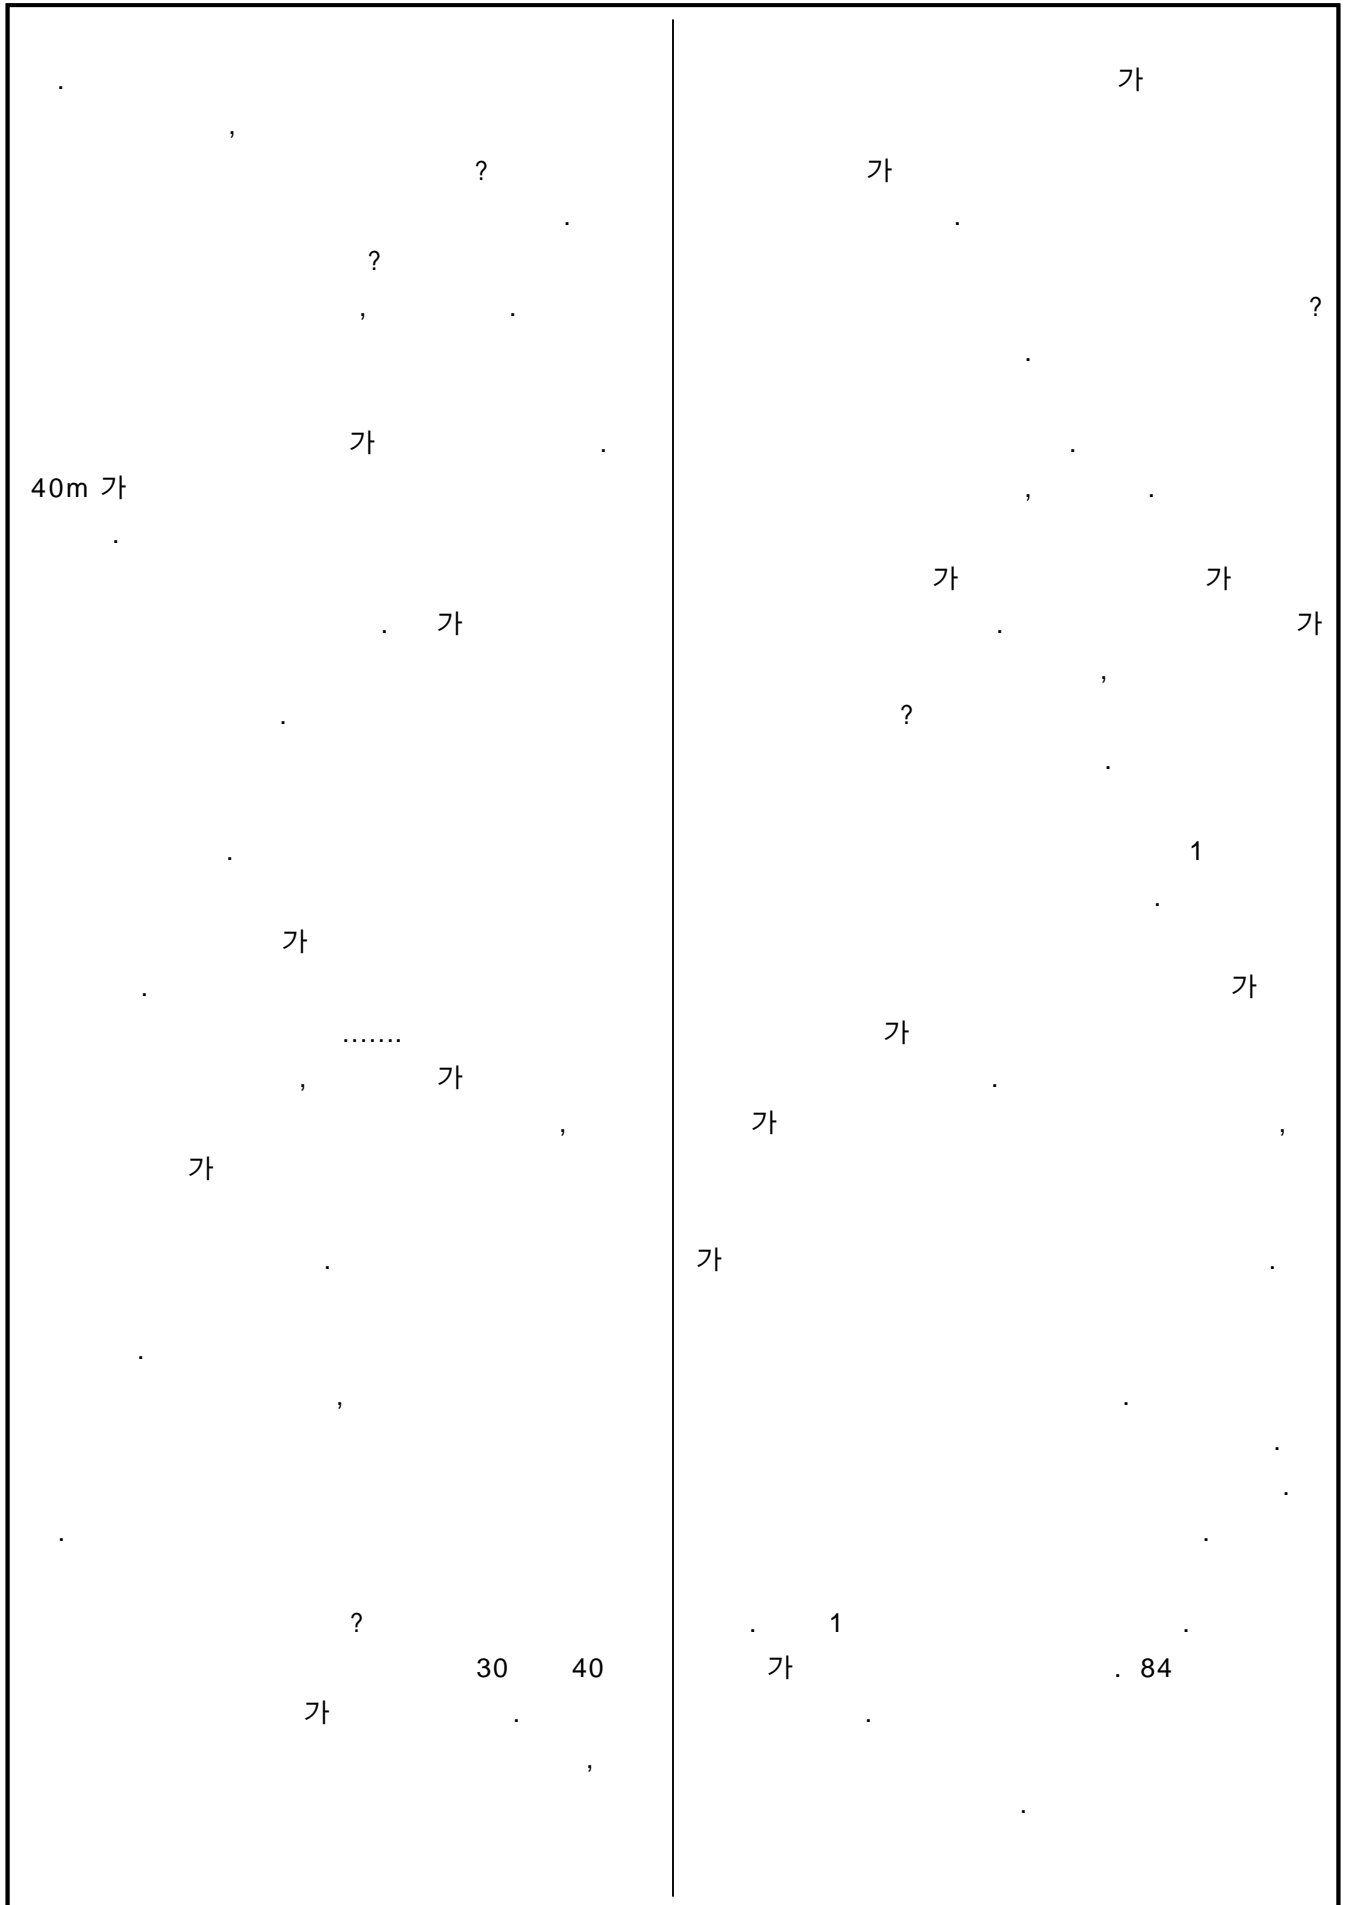 .
,
?
.
?
, .
가 .
40m 가
.
. 가
.
.
가
.
.......
, 가
,
가
.
.
,
.
?
30 40
가 .
,
가
가
.
?
.
.
, .
가 가
. 가
,
?
.
1
.
가
가
.
가 ,
가 .
.
.
.
.
. 1 .
가 . 84
.
.